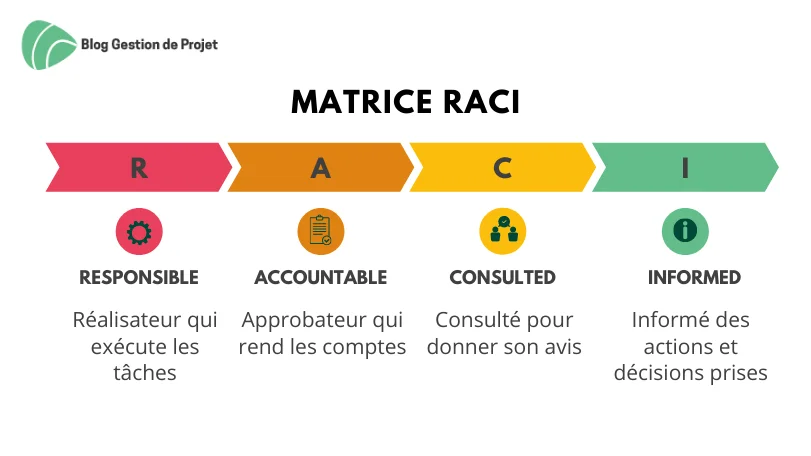 Blog Gestion de Projet
MATRICE RACI
R
A
C
I
RESPONSIBLE
Réalisateur qui
exécute les
tâches
ACCOUNTABLE
Approbateur qui
rend les comptes
CONSULTED
Consulté pour
donner son avis
INFORMED
Informé des
actions et
décisions prises